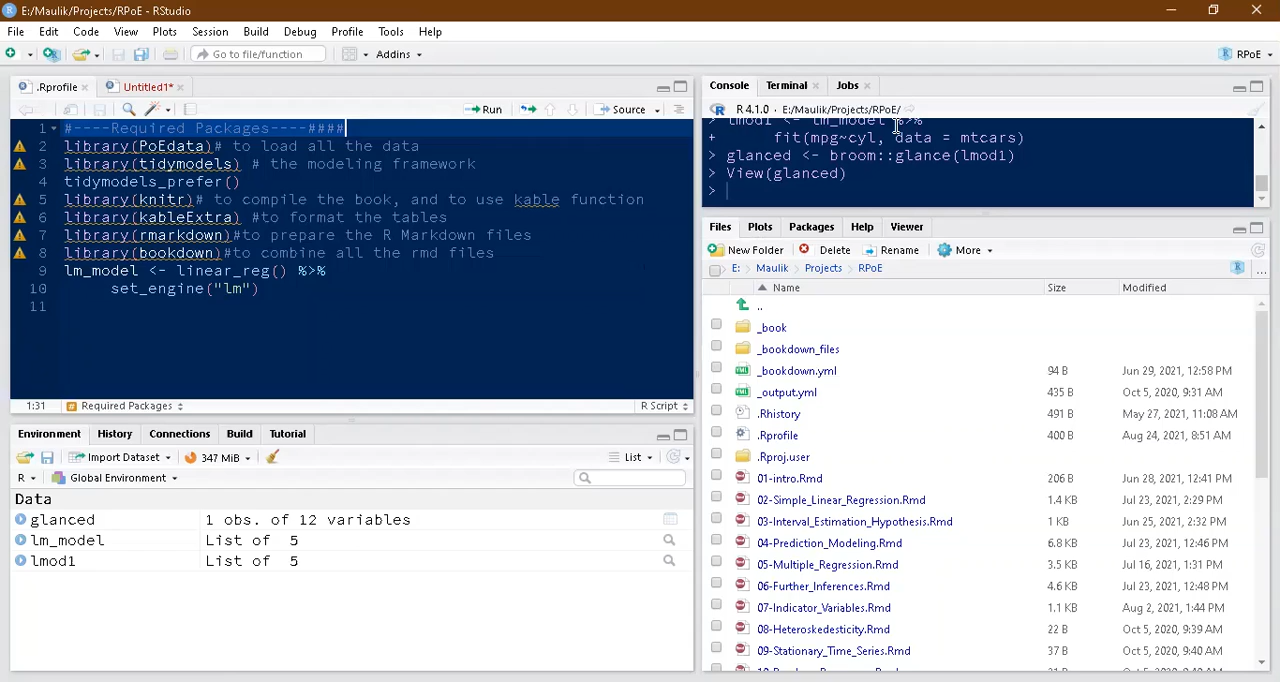 E:/Maulik/Projects/RPoE - RStudio
File Edit Code View Plots Session Build Debug Profile Tools Help
Go to file/function Addins RPoE
.Rprofile Untitled1*
Run Source
1 #----Required Packages----####
2 library(PoEdata)# to load all the data
3 library(tidymodels) # the modeling framework
4 tidymodels_prefer()
5 library(knitr)# to compile the book, and to use kable function
6 library(kableExtra) #to format the tables
7 library(rmarkdown)#to prepare the R Markdown files
8 library(bookdown)#to combine all the rmd files
9 lm_model <- linear_reg() %>%
10 set_engine("lm")
11
1:31 Required Packages R Script
Environment History Connections Build Tutorial
Import Dataset 347 MiB List
R Global Environment
Data
glanced 1 obs. of 12 variables
lm_model List of 5
lmod1 List of 5
Console Terminal Jobs
R 4.1.0 · E:/Maulik/Projects/RPoE/
> lmod1 <- lm_model %>%
+ fit(mpg~cyl, data = mtcars)
> glanced <- broom::glance(lmod1)
> View(glanced)
>
Files Plots Packages Help Viewer
New Folder Delete Rename More
E: Maulik Projects RPoE ...
Name Size Modified
..
_book
_bookdown_files
_bookdown.yml 94 B Jun 29, 2021, 12:58 PM
_output.yml 435 B Oct 5, 2020, 9:31 AM
.Rhistory 491 B May 27, 2021, 11:08 AM
.Rprofile 400 B Aug 24, 2021, 8:51 AM
.Rproj.user
01-intro.Rmd 206 B Jun 28, 2021, 12:41 PM
02-Simple_Linear_Regression.Rmd 1.4 KB Jul 23, 2021, 2:29 PM
03-Interval_Estimation_Hypothesis.Rmd 1 KB Jun 25, 2021, 2:32 PM
04-Prediction_Modeling.Rmd 6.8 KB Jul 23, 2021, 12:46 PM
05-Multiple_Regression.Rmd 3.5 KB Jul 16, 2021, 1:31 PM
06-Further_Inferences.Rmd 4.6 KB Jul 23, 2021, 12:48 PM
07-Indicator_Variables.Rmd 1.1 KB Aug 2, 2021, 1:44 PM
08-Heteroskedesticity.Rmd 22 B Oct 5, 2020, 9:39 AM
09-Stationary_Time_Series.Rmd 37 B Oct 5, 2020, 9:40 AM